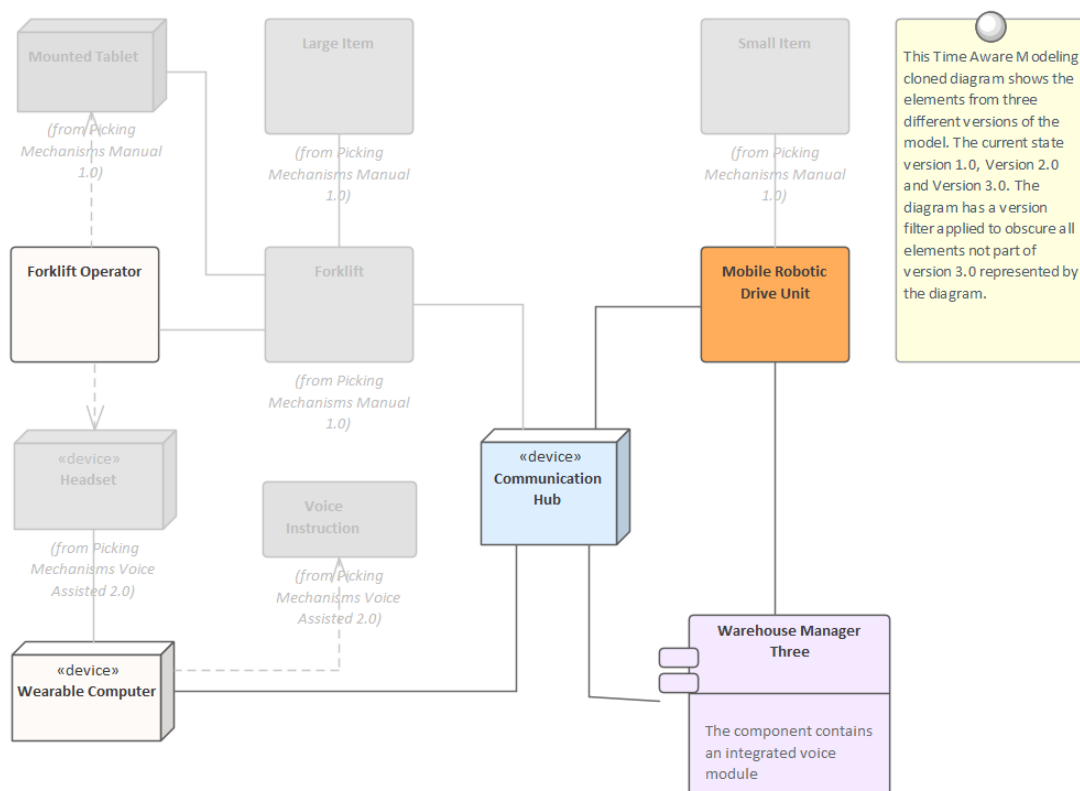 Mounted Tablet
(from Picking
Mechanisms Manual
1.0)
Large Item
(from Picking
Mechanisms Manual
1.0)
Small Item
(from Picking
Mechanisms Manual
1.0)
This Time Aware Modeling
cloned diagram shows the
elements from three
different versions of the
model. The current state
version 1.0, Version 2.0
and Version 3.0. The
diagram has a version
filter applied to obscure all
elements not part of
version 3.0 represented by
the diagram.
Forklift Operator
Forklift
(from Picking
Mechanisms Manual
1.0)
Mobile Robotic
Drive Unit
«device»
Headset
(from Picking
Mechanisms Voice
Assisted 2.0)
Voice
Instruction
(from Picking
Mechanisms Voice
Assisted 2.0)
«device»
Communication
Hub
«device»
Wearable Computer
Warehouse Manager
Three
The component contains
an integrated voice
module